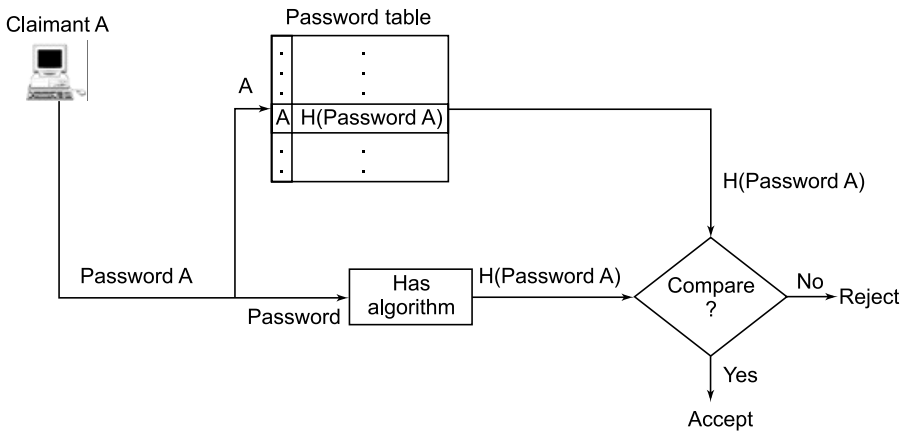 Claimant A
Password table
A
. .
. .
. .
A H(Password A)
. .
. .
H(Password A)
Password A
Password
Has
algorithm
H(Password A)
Compare
?
No
Reject
Yes
Accept